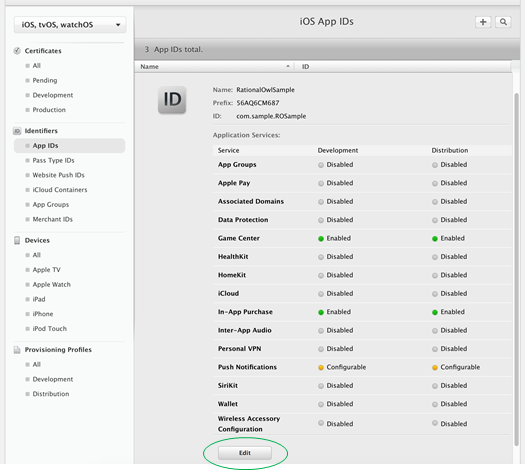 iOS, tvOS, watchOS
iOS App IDs
3 App IDs total.
Name ID
Certificates
All
Pending
Development
Production
Identifiers
App IDs
Pass Type IDs
Website Push IDs
iCloud Containers
App Groups
Merchant IDs
Devices
All
Apple TV
Apple Watch
iPad
iPhone
iPod Touch
Provisioning Profiles
All
Development
Distribution
ID
Name: RationalOwlSample
Prefix: 56AQ6CM687
ID: com.sample.ROSample
Application Services:
Service Development Distribution
App Groups Disabled Disabled
Apple Pay Disabled Disabled
Associated Domains Disabled Disabled
Data Protection Disabled Disabled
Game Center Enabled Enabled
HealthKit Disabled Disabled
HomeKit Disabled Disabled
iCloud Disabled Disabled
In-App Purchase Enabled Enabled
Inter-App Audio Disabled Disabled
Personal VPN Disabled Disabled
Push Notifications Configurable Configurable
SiriKit Disabled Disabled
Wallet Disabled Disabled
Wireless Accessory
Configuration Disabled Disabled
Edit